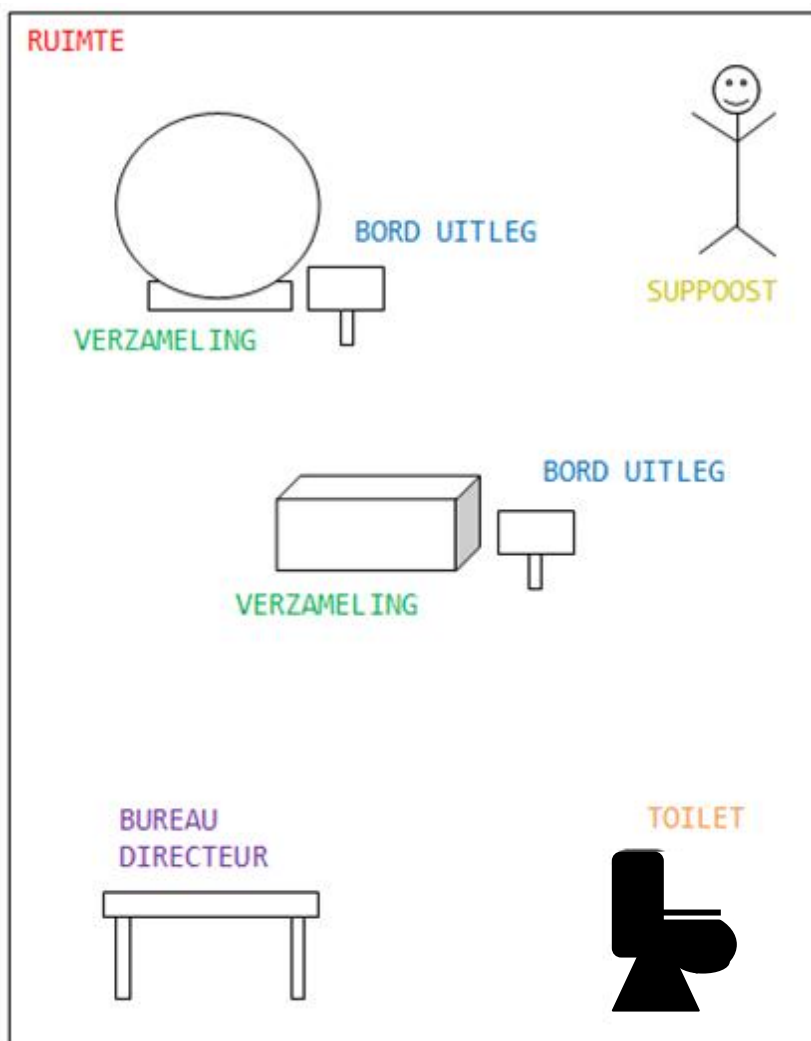 RUIMTE
BORD UITLEG
SUPPOOST
VERZAMELING
BORD UITLEG
VERZAMELING
BUREAU
DIRECTEUR
TOILET